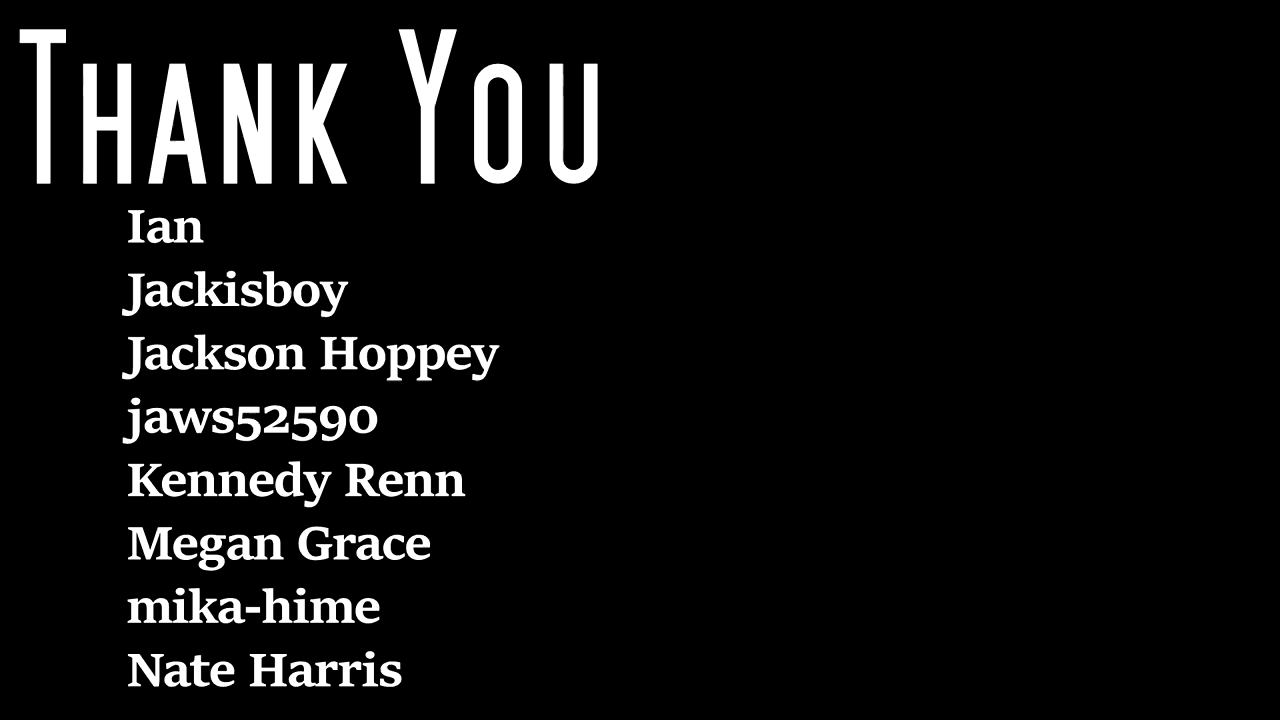 Thank You
Ian
Jackisboy
Jackson Hoppey
jaws52590
Kennedy Renn
Megan Grace
mika-hime
Nate Harris